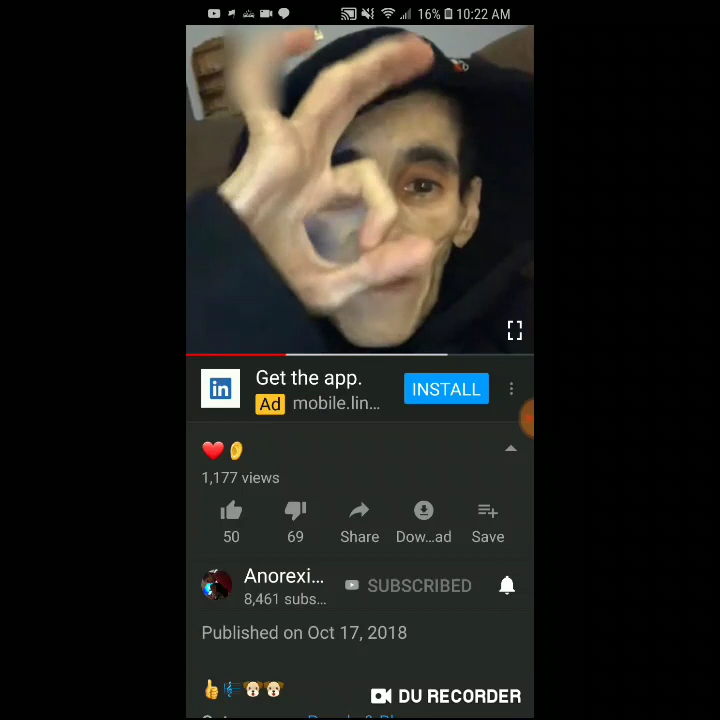 16% 10:22 AM
in
Get the app.
INSTALL
Ad mobile.lin...
1,177 views
50 69 Share Dow...ad Save
Anorexi...
SUBSCRIBED
8,461 subs...
Published on Oct 17, 2018
DU RECORDER